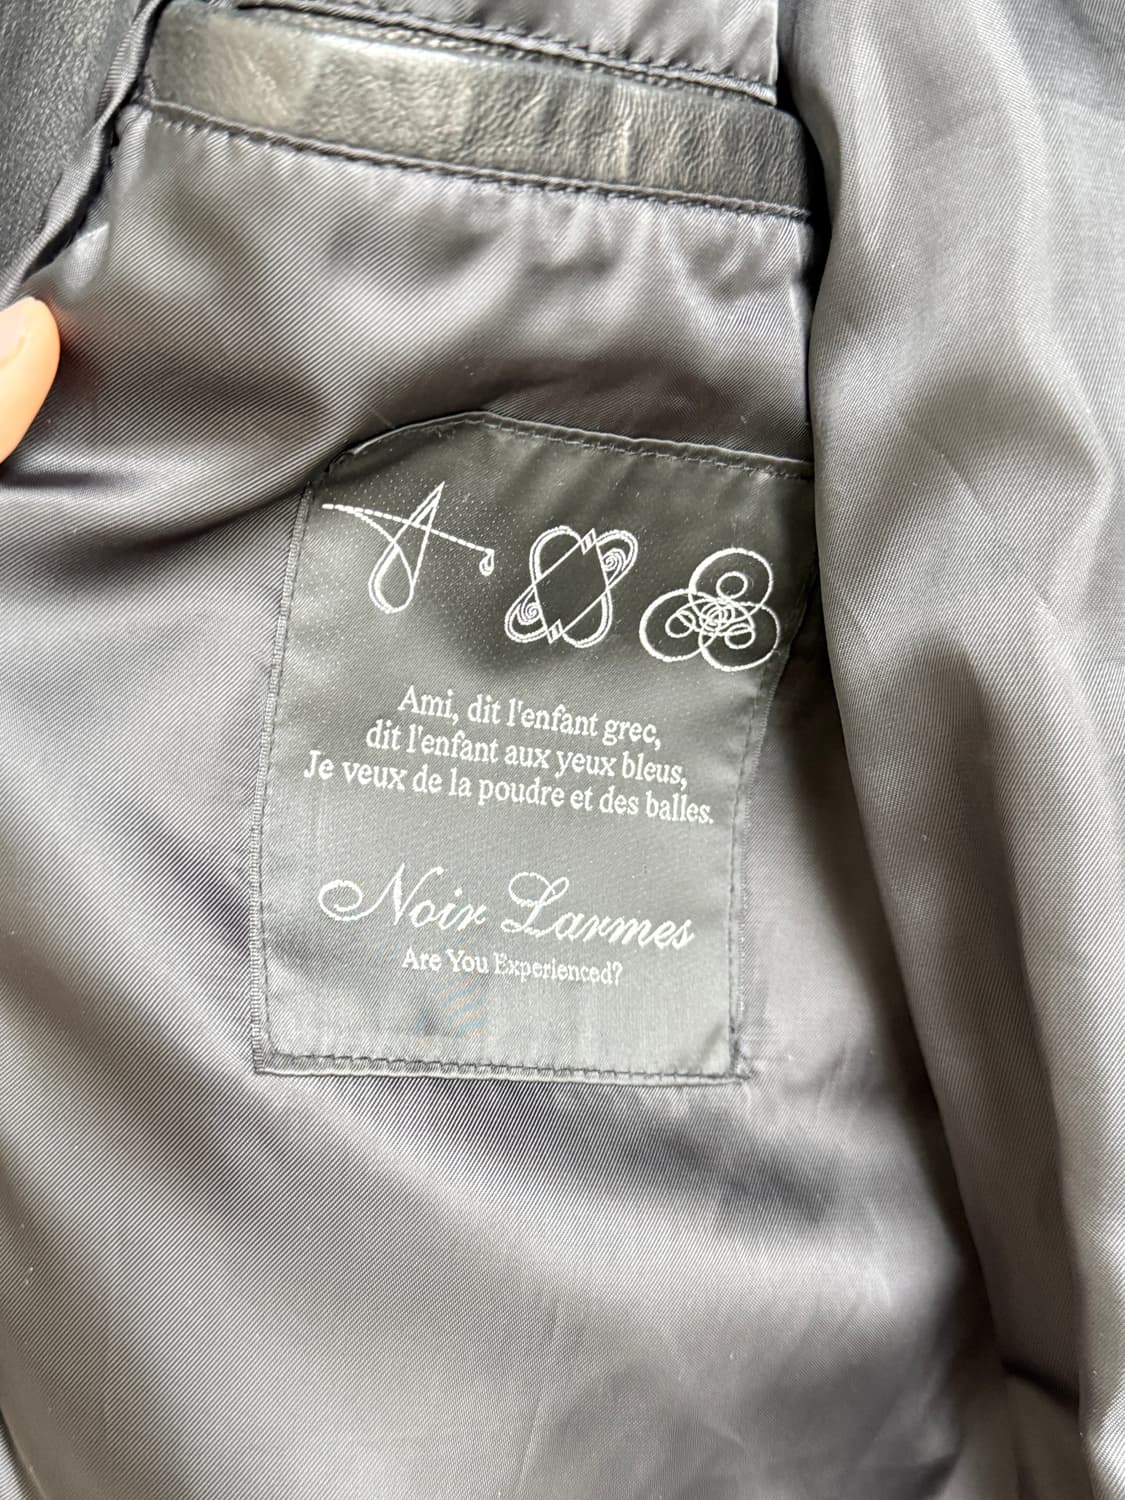 Ami, dit l'enfant grec,
dit l'enfant aux yeux bleus,
Je veux de la poudre et des balles.
Noir Larmes
Are You Experienced?